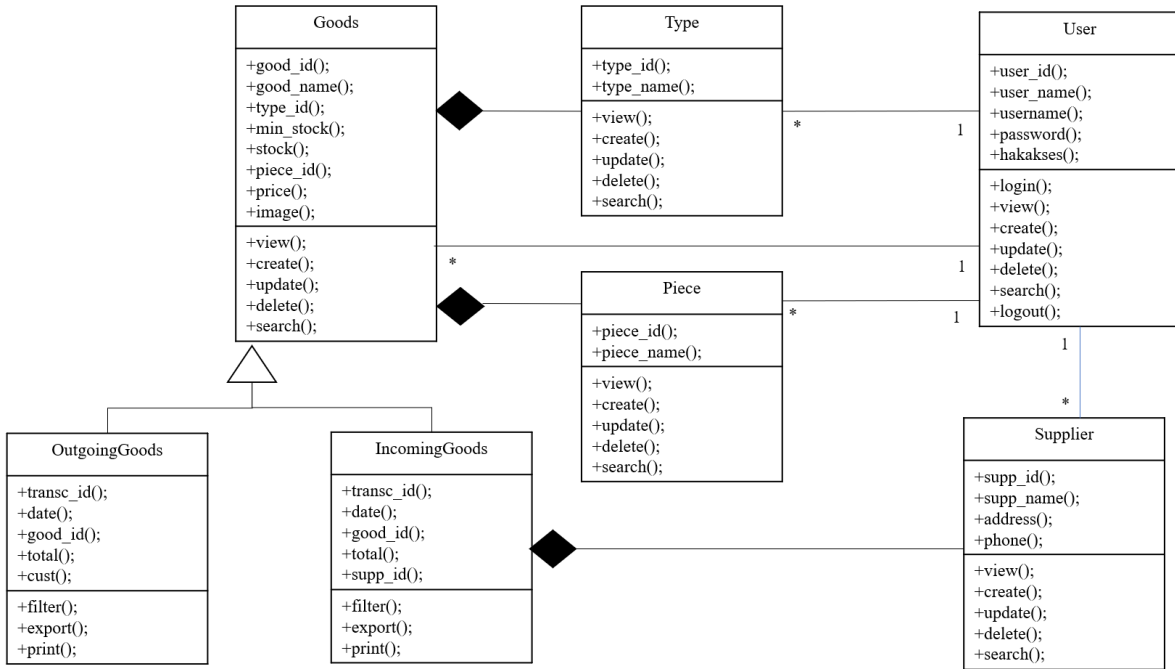 Goods
+good_id();
+good_name();
+type_id();
+min_stock();
+stock();
+piece_id();
+price();
+image();
+view();
+create();
+update();
+delete();
+search();
Type
+type_id();
+type_name();
+view();
+create();
+update();
+delete();
+search();
User
+user_id();
+user_name();
+username();
+password();
+hakakses();
+login();
+view();
+create();
+update();
+delete();
+search();
+logout();
*
1
*
1
*
1
1
*
Piece
+piece_id();
+piece_name();
+view();
+create();
+update();
+delete();
+search();
OutgoingGoods
+transc_id();
+date();
+good_id();
+total();
+cust();
+filter();
+export();
+print();
IncomingGoods
+transc_id();
+date();
+good_id();
+total();
+supp_id();
+filter();
+export();
+print();
Supplier
+supp_id();
+supp_name();
+address();
+phone();
+view();
+create();
+update();
+delete();
+search();